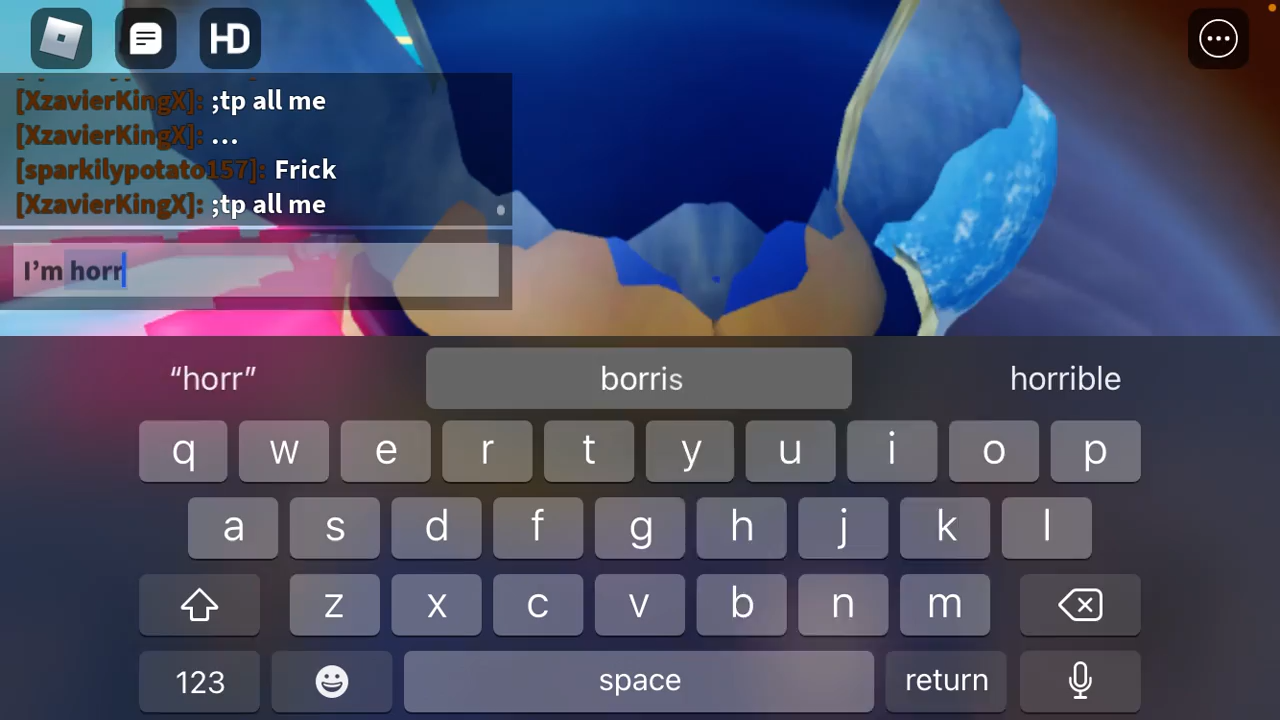 HD
[XzavierKingX]: ;tp all me
[XzavierKingX]: ...
[sparkilypotato157]: Frick
[XzavierKingX]: ;tp all me
I’m horr
“horr” borris horrible
q w e r t y u i o p
a s d f g h j k l
z x c v b n m
123 space return